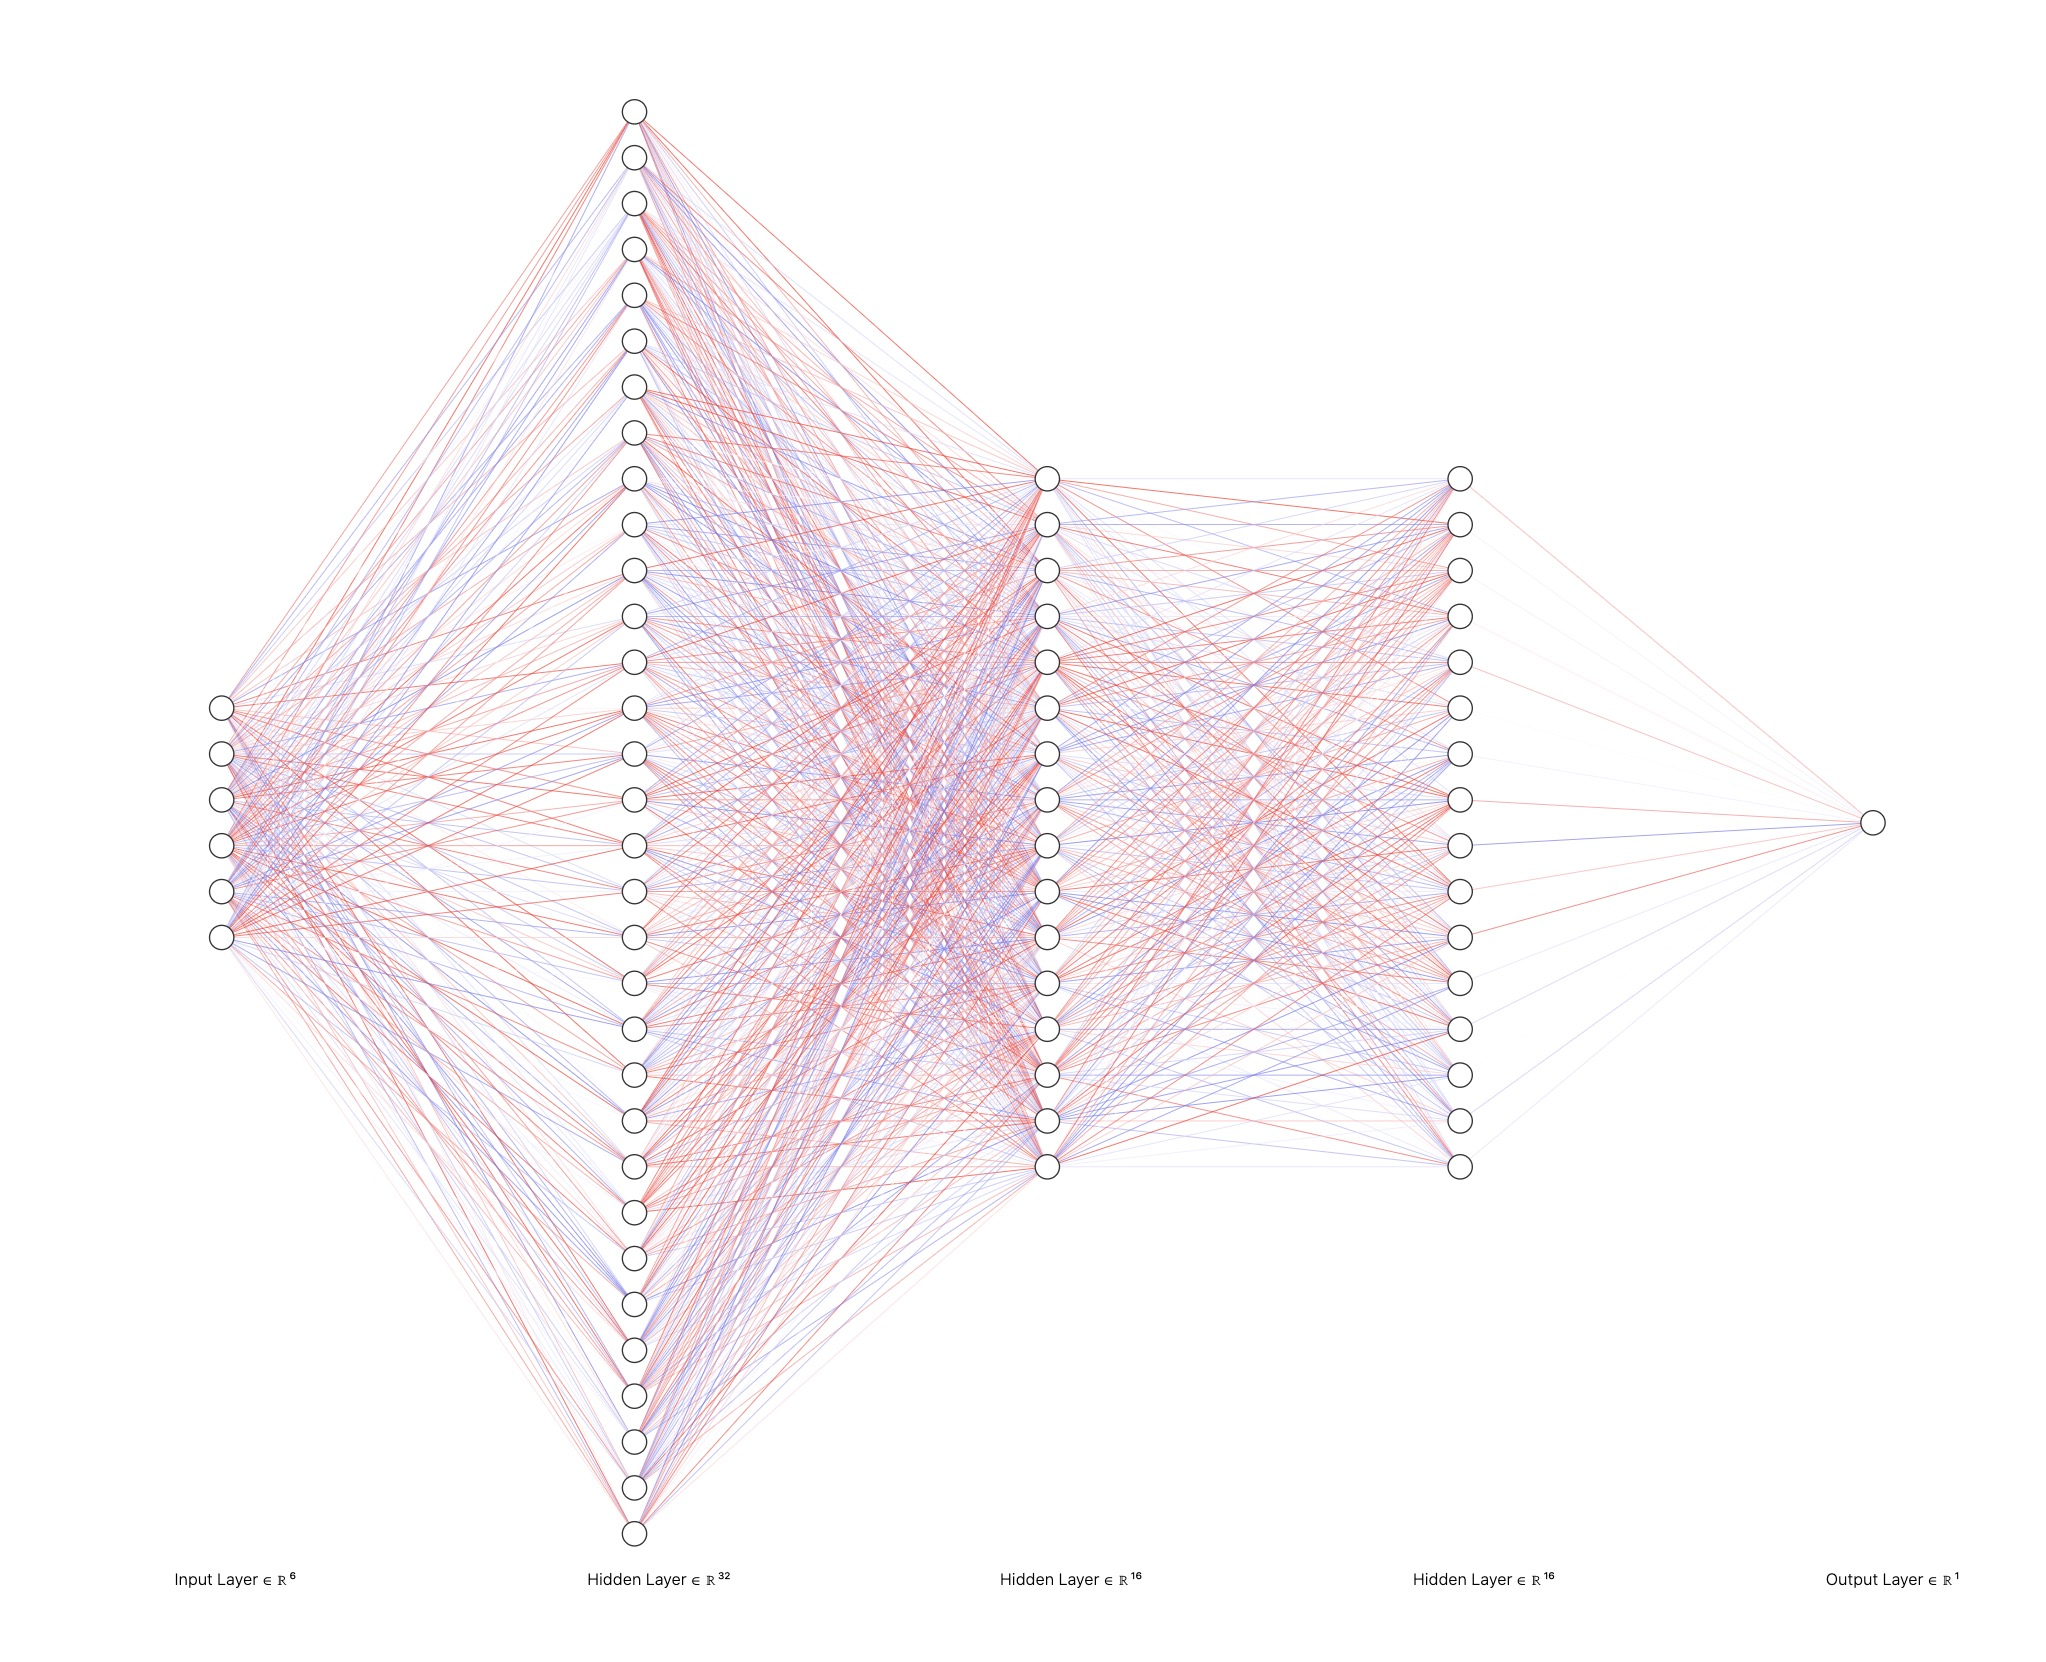 Input Layer ∈ ℝ⁶
Hidden Layer ∈ ℝ³²
Hidden Layer ∈ ℝ¹⁶
Hidden Layer ∈ ℝ¹⁶
Output Layer ∈ ℝ¹